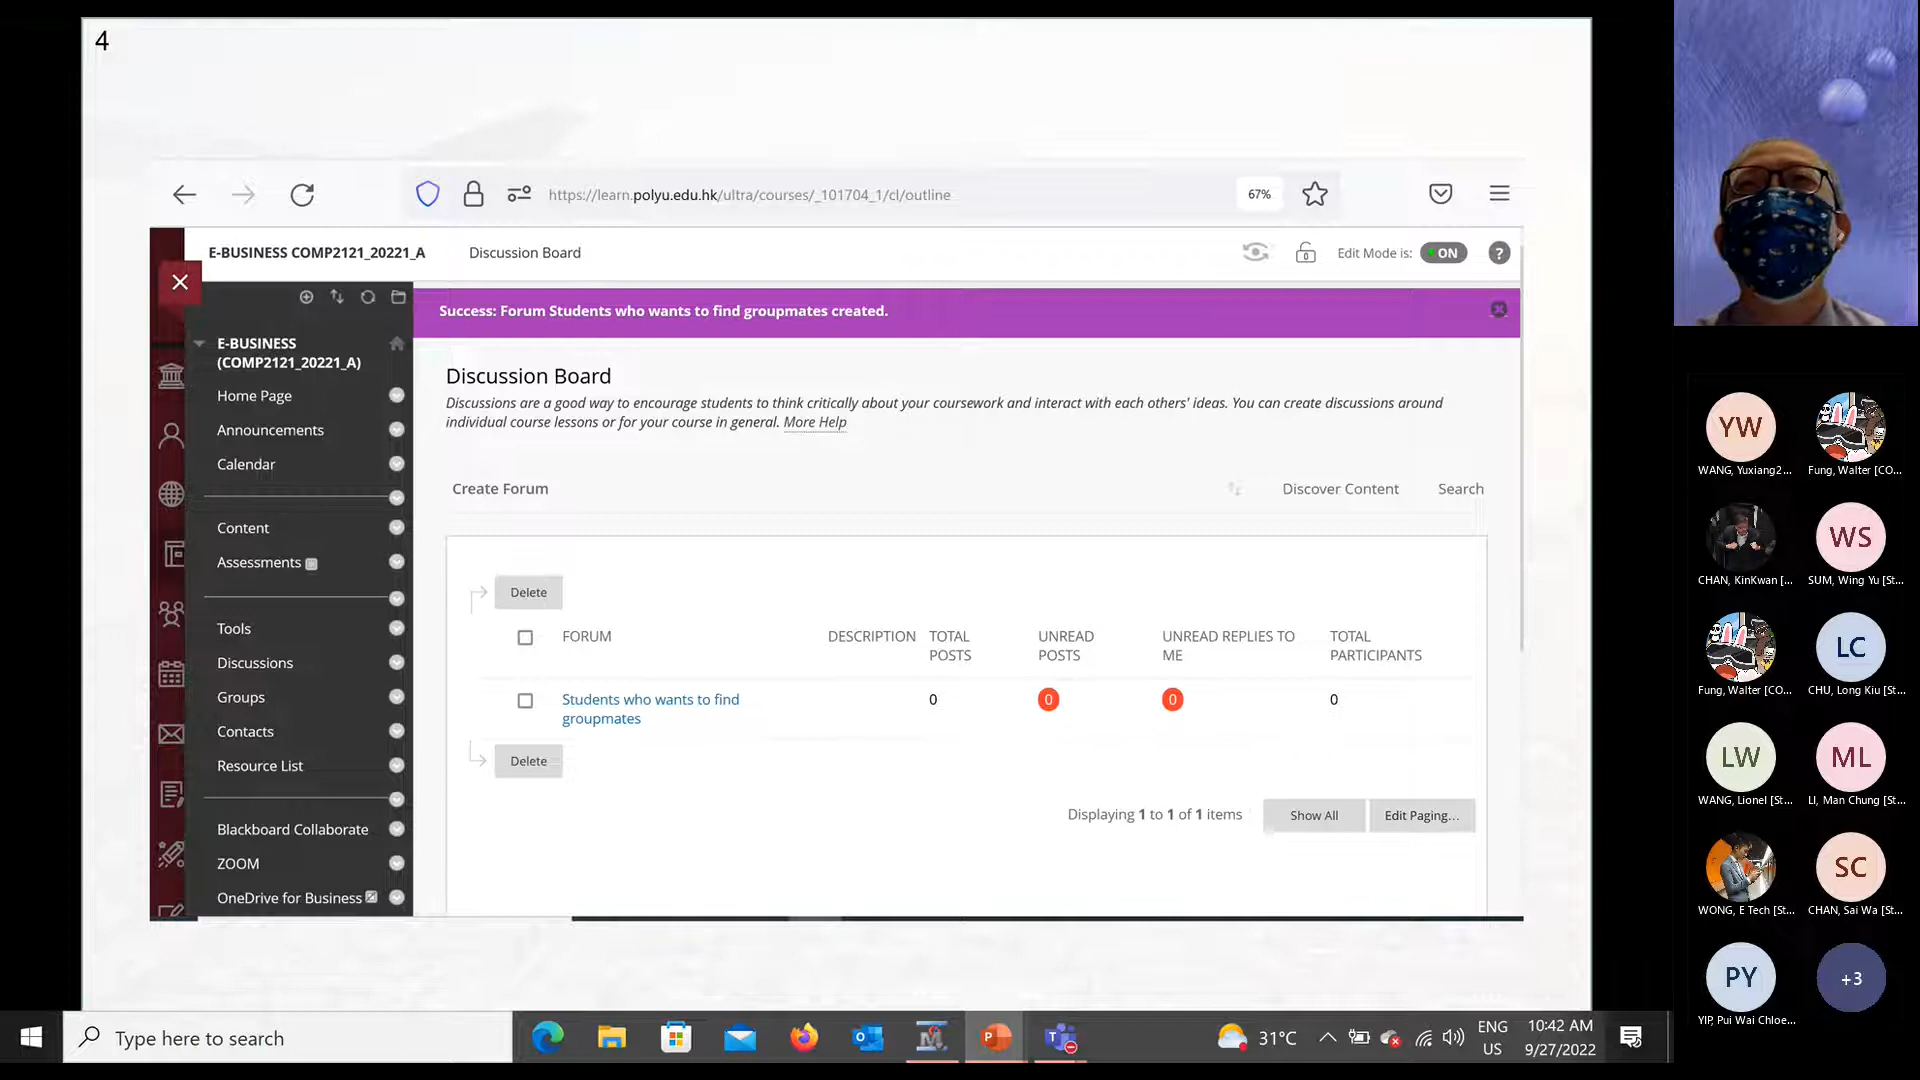 4
https://learn.polyu.edu.hk/ultra/courses/_101704_1/cl/outline
67%
E-BUSINESS COMP2121_20221_A
Discussion Board
Edit Mode is:
ON
?
Success: Forum Students who wants to find groupmates created.
E-BUSINESS
(COMP2121_20221_A)
Home Page
Announcements
Calendar
Content
Assessments
Tools
Discussions
Groups
Contacts
Resource List
Blackboard Collaborate
ZOOM
OneDrive for Business
Discussion Board
Discussions are a good way to encourage students to think critically about your coursework and interact with each others' ideas. You can create discussions around
individual course lessons or for your course in general. More Help
Create Forum
Discover Content
Search
Delete
FORUM
DESCRIPTION
TOTAL
POSTS
UNREAD
POSTS
UNREAD REPLIES TO
ME
TOTAL
PARTICIPANTS
Students who wants to find
groupmates
0
0
0
0
Delete
Displaying 1 to 1 of 1 items
Show All
Edit Paging...
YW
WANG, Yuxiang2...
Fung, Walter [CO...
CHAN, KinKwan [...
WS
SUM, Wing Yu [St...
Fung, Walter [CO...
LC
CHU, Long Kiu [St...
LW
WANG, Lionel [St...
ML
LI, Man Chung [St...
WONG, E Tech [St...
SC
CHAN, Sai Wa [St...
PY
YIP, Pui Wai Chloe...
+3
Type here to search
31°C
ENG
US
10:42 AM
9/27/2022